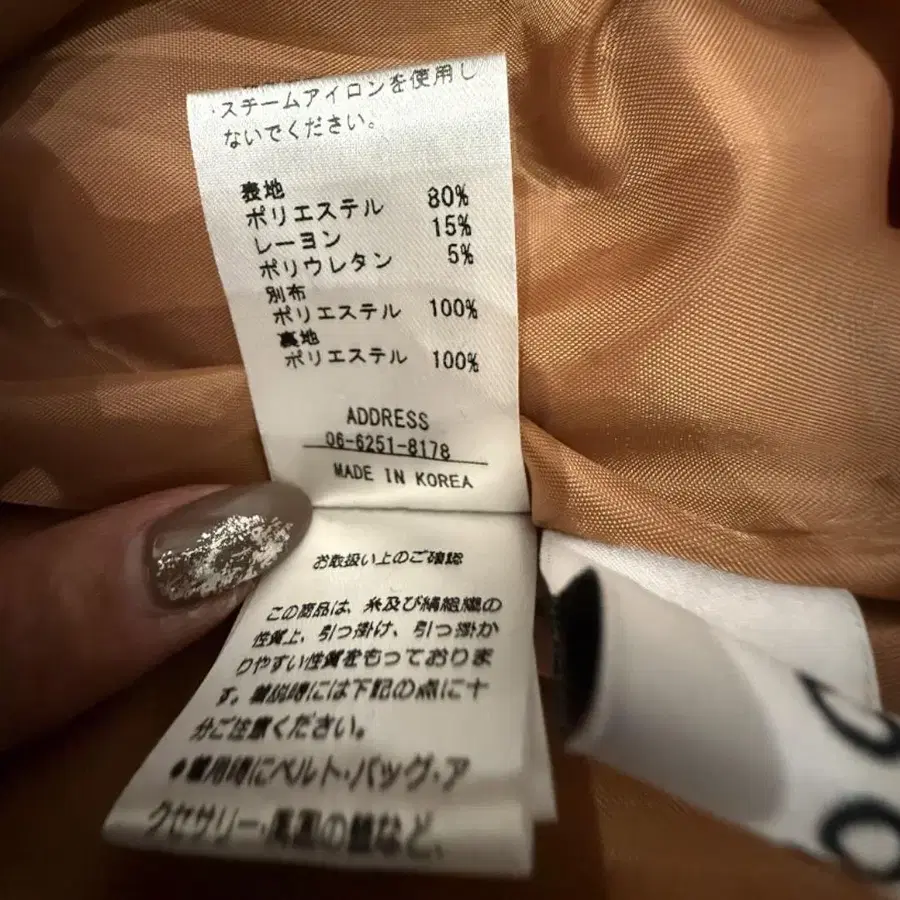 ・スチームアイロンを使用し
ないでください。
表地
ポリエステル 80%
レーヨン 15%
ポリウレタン 5%
別布
ポリエステル 100%
裏地
ポリエステル 100%
ADDRESS
06-6251-8178
MADE IN KOREA
お取扱い上のご確認
この商品は、糸及び編組織の
性質上、引っ掛け、引っ掛か
りやすい性質をもっておりま
す。着脱時には下記の点に十
分ご注意ください。
●着用時にベルト・バッグ・ア
クセサリー・ の など、